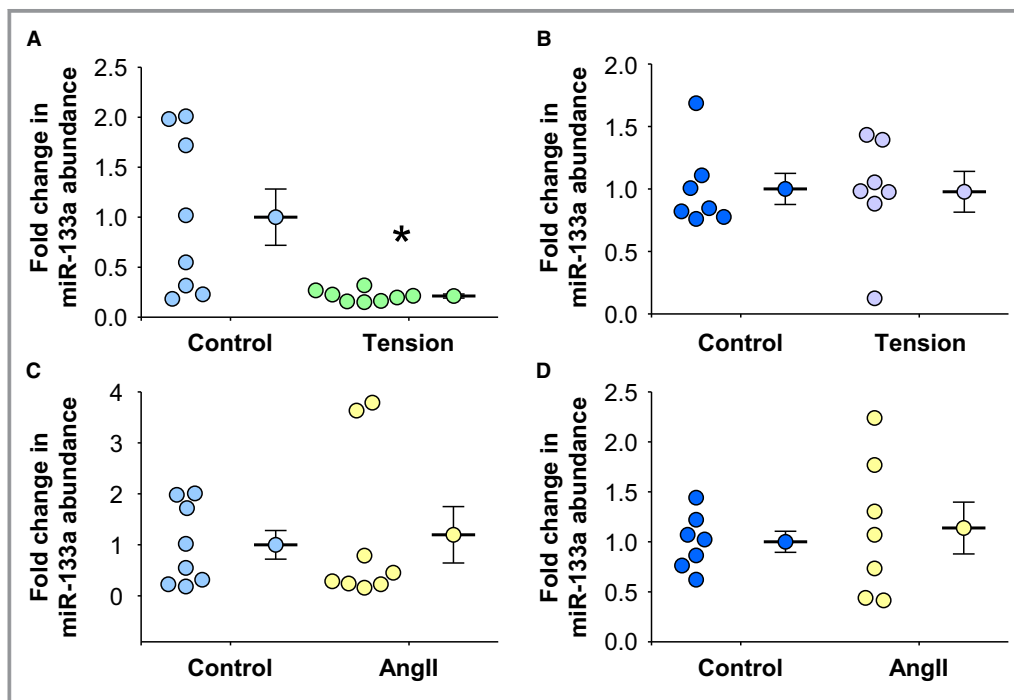 A
Fold change in
miR-133a abundance
2.5
2.0
1.5
1.0
0.5
0.0
*
Control
Tension
B
Fold change in
miR-133a abundance
2.0
1.5
1.0
0.5
0.0
Control
Tension
C
Fold change in
miR-133a abundance
4
3
2
1
0
Control
AngII
D
Fold change in
miR-133a abundance
2.5
2.0
1.5
1.0
0.5
0.0
Control
AngII